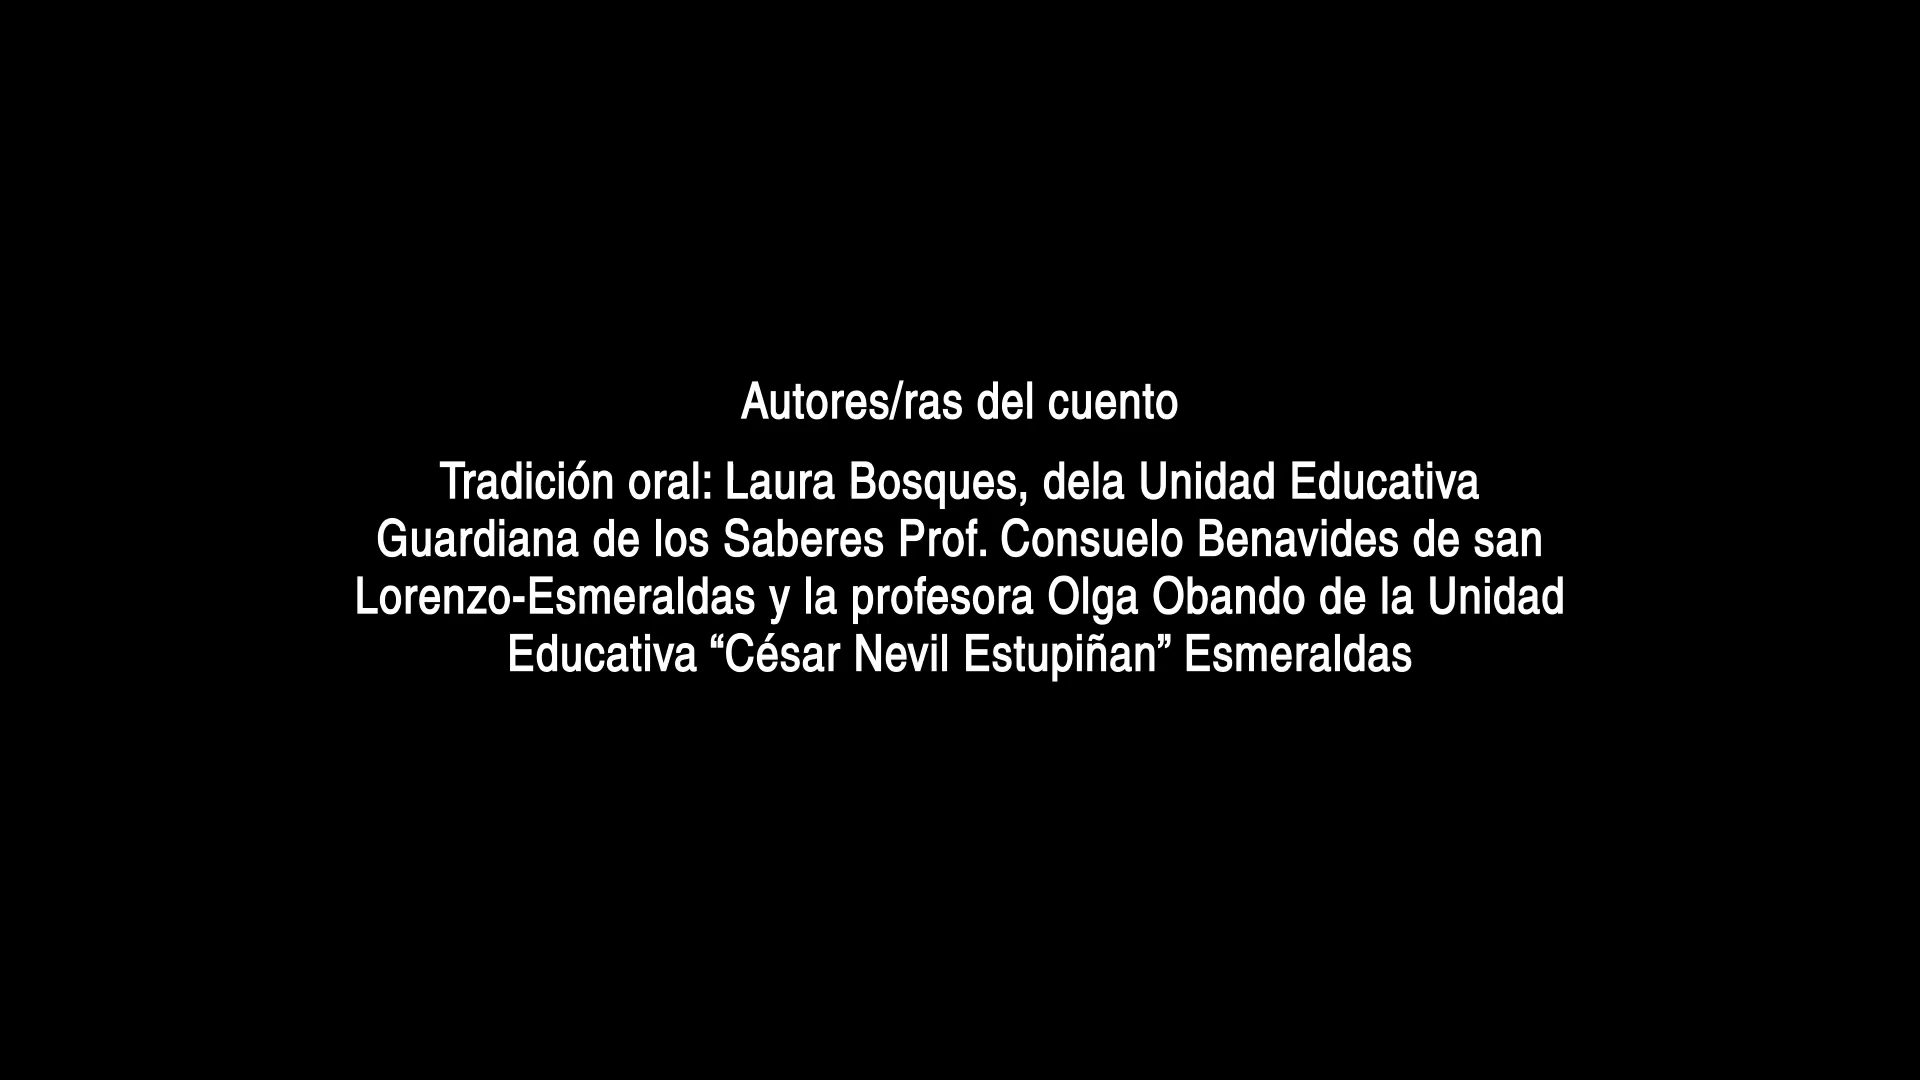 Autores/ras del cuento
Tradición oral: Laura Bosques, dela Unidad Educativa
Guardiana de los Saberes Prof. Consuelo Benavides de san
Lorenzo-Esmeraldas y la profesora Olga Obando de la Unidad
Educativa “César Nevil Estupiñan” Esmeraldas